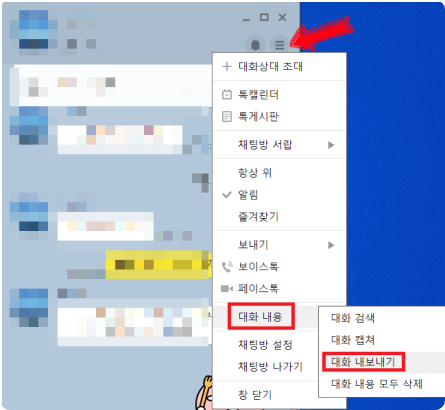 대화상대 초대
톡캘린더
톡게시판
채팅방 서랍
항상 위
알림
즐겨찾기
보내기
보이스톡
페이스톡
대화 내용
채팅방 설정
채팅방 나가기
창 닫기
대화 검색
대화 캡쳐
대화 내보내기
대화 내용 모두 삭제